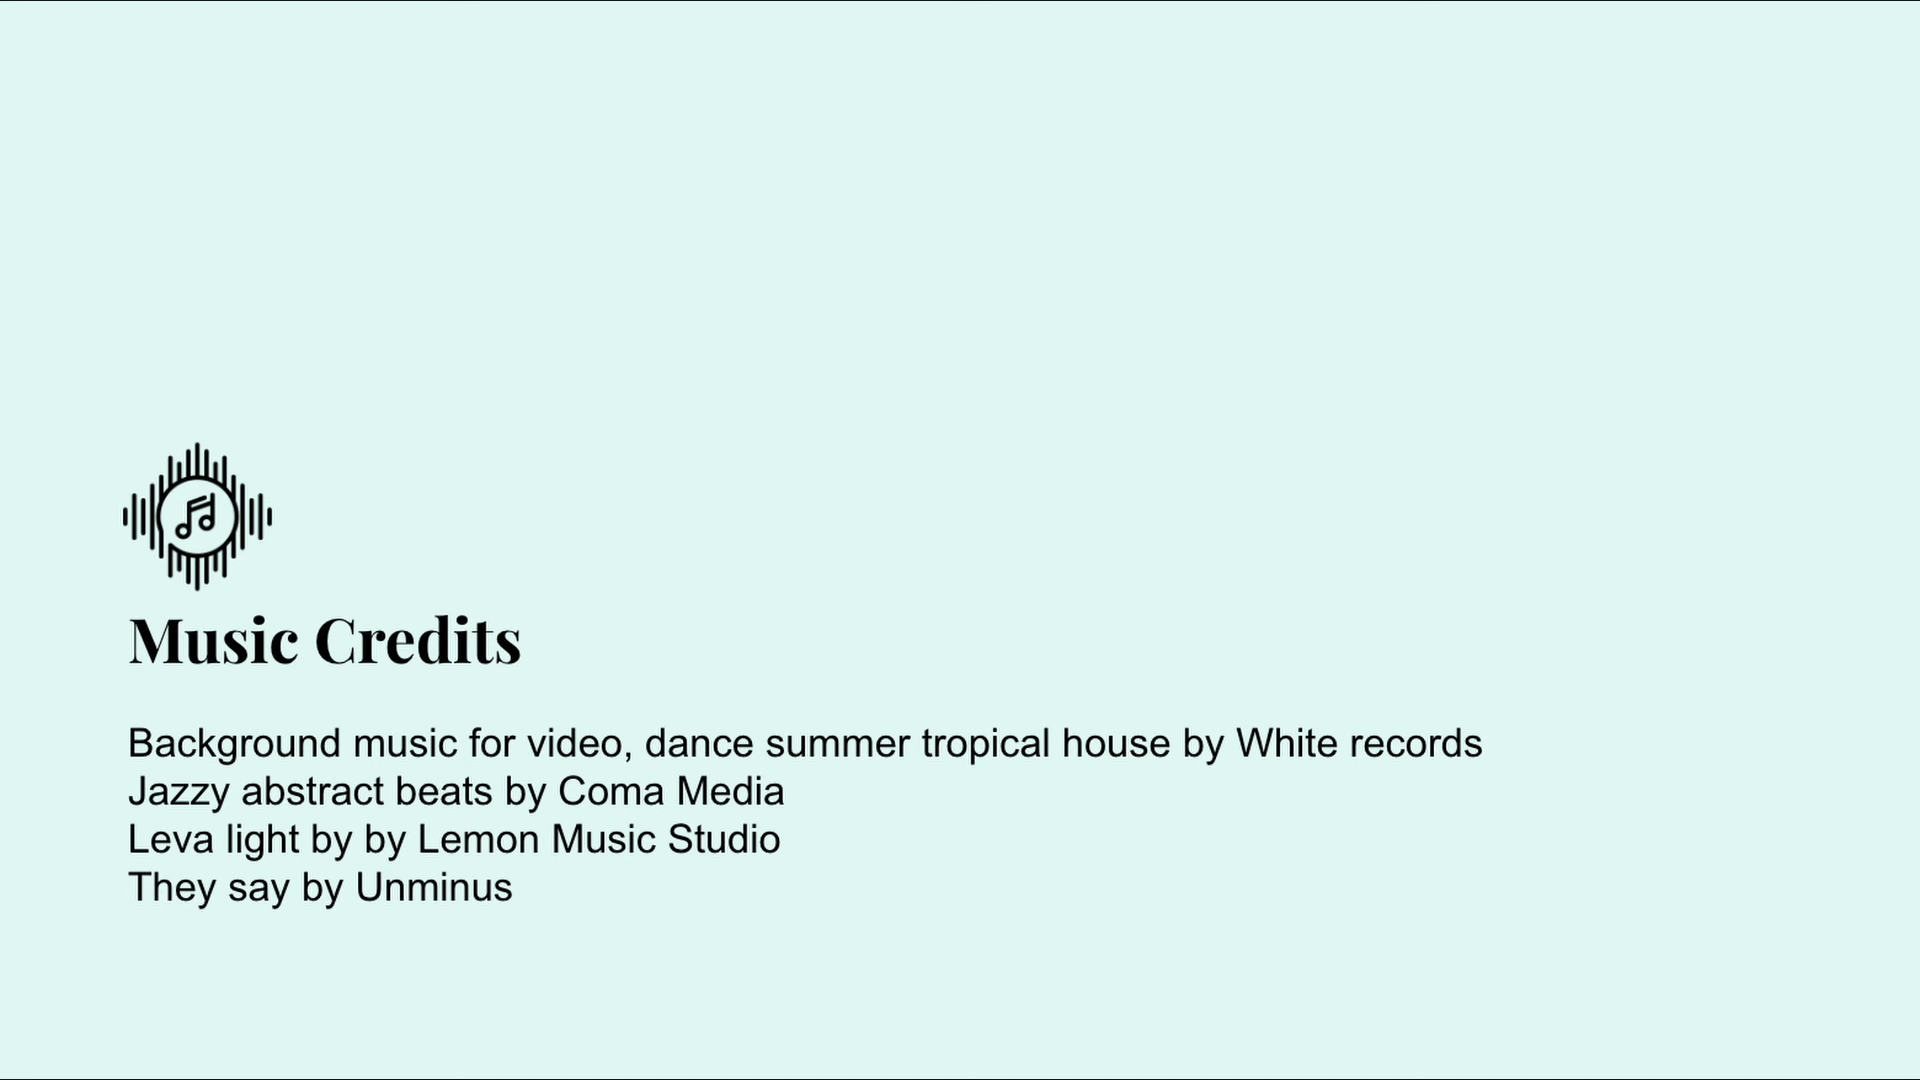 Music Credits
Background music for video, dance summer tropical house by White records
Jazzy abstract beats by Coma Media
Leva light by by Lemon Music Studio
They say by Unminus